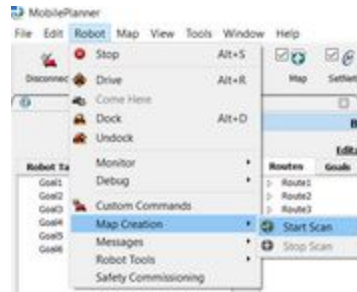 MobilePlanner
File Edit Robot Map View Tools Window Help
Stop Alt+S
Disconnec
Map
Drive Alt+R
Come Here
Dock Alt+D
Undock
Monitor
Debug
Custom Commands
Map Creation
Messages
Robot Tools
Safety Commissioning
Start Scan
Stop Scan
Robot Ta
Goal1
Goal2
Goal3
Goal4
Goal5
Goal6
Edita
Routes Goals
Route1
Route2
Route3